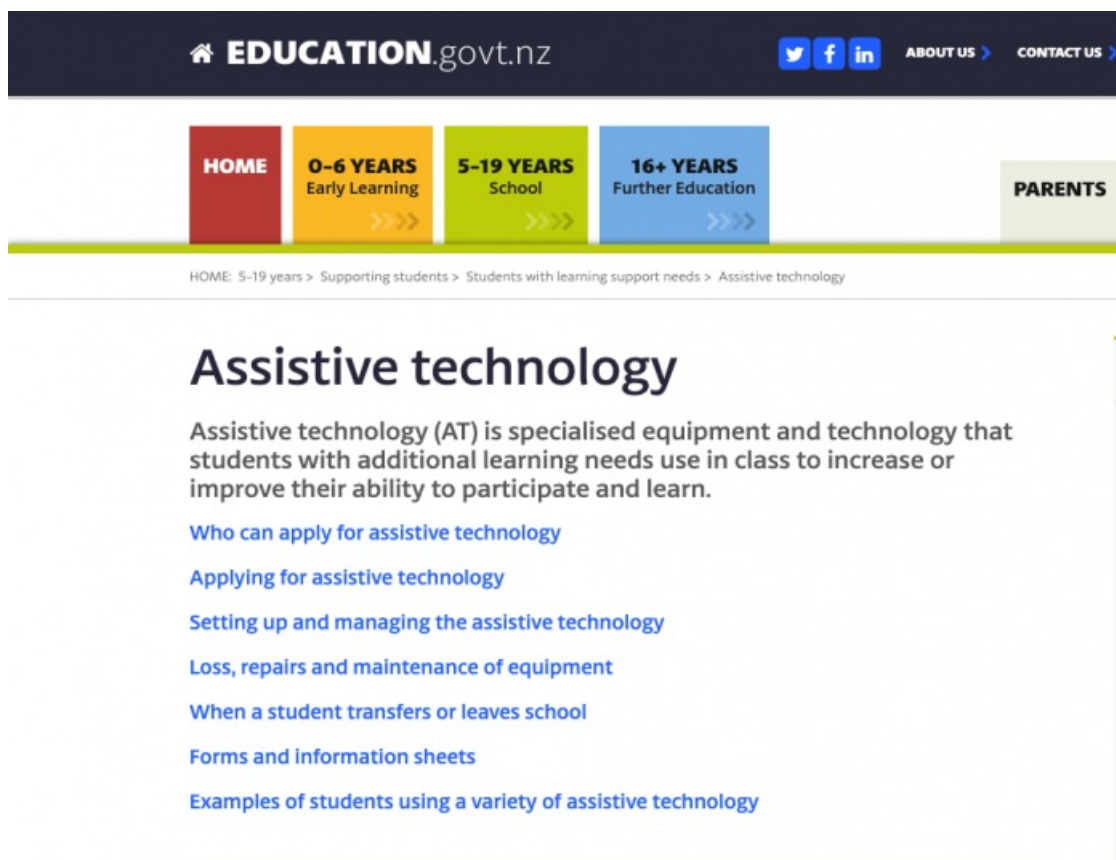 EDUCATION.govt.nz
ABOUT US
CONTACT US
HOME
0–6 YEARS
Early Learning
5–19 YEARS
School
16+ YEARS
Further Education
PARENTS
HOME: 5–19 years > Supporting students > Students with learning support needs > Assistive technology
Assistive technology
Assistive technology (AT) is specialised equipment and technology that
students with additional learning needs use in class to increase or
improve their ability to participate and learn.
Who can apply for assistive technology
Applying for assistive technology
Setting up and managing the assistive technology
Loss, repairs and maintenance of equipment
When a student transfers or leaves school
Forms and information sheets
Examples of students using a variety of assistive technology